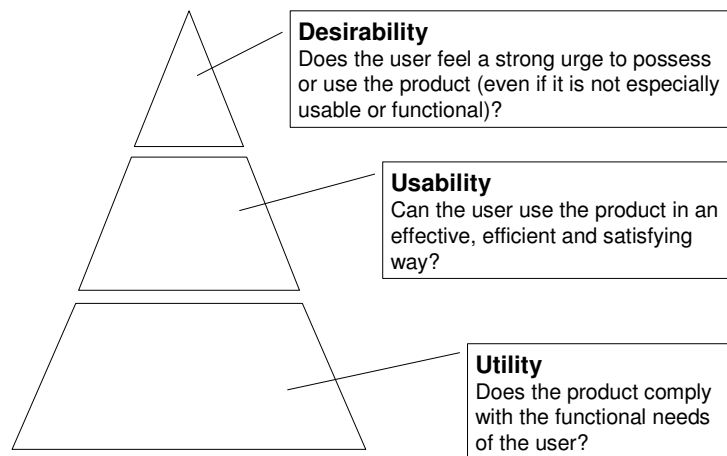 Desirability
Does the user feel a strong urge to possess
or use the product (even if it is not especially
usable or functional)?
Usability
Can the user use the product in an
effective, efficient and satisfying
way?
Utility
Does the product comply
with the functional needs
of the user?